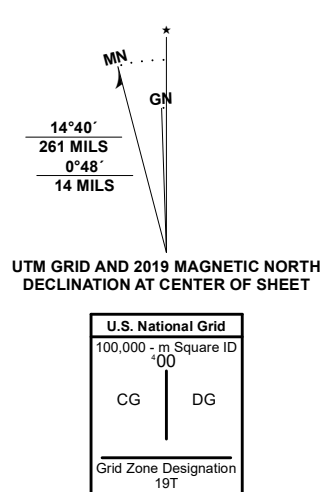 ★
MN
GN
14°40´
261 MILS
0°48´
14 MILS
UTM GRID AND 2019 MAGNETIC NORTH
DECLINATION AT CENTER OF SHEET
U.S. National Grid
100,000 - m Square ID
⁴00
CG DG
Grid Zone Designation
19T